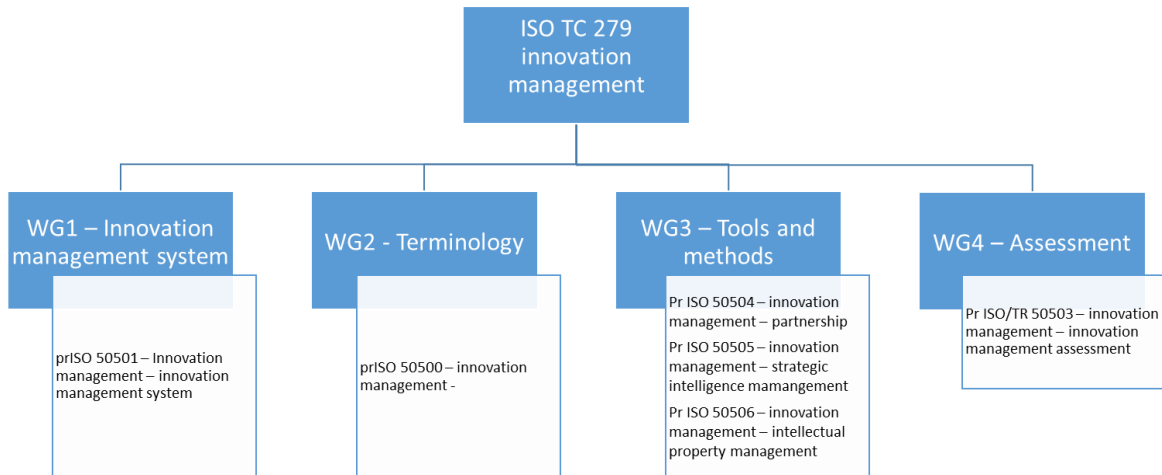 ISO TC 279
innovation
management
WG1 – Innovation
management system
prISO 50501 – Innovation
management – innovation
management system
WG2 - Terminology
prISO 50500 – innovation
management -
WG3 – Tools and
methods
Pr ISO 50504 – innovation
management – partnership
Pr ISO 50505 – innovation
management – strategic
intelligence mamangement
Pr ISO 50506 – innovation
management – intellectual
property management
WG4 – Assessment
Pr ISO/TR 50503 – innovation
management – innovation
management assessment